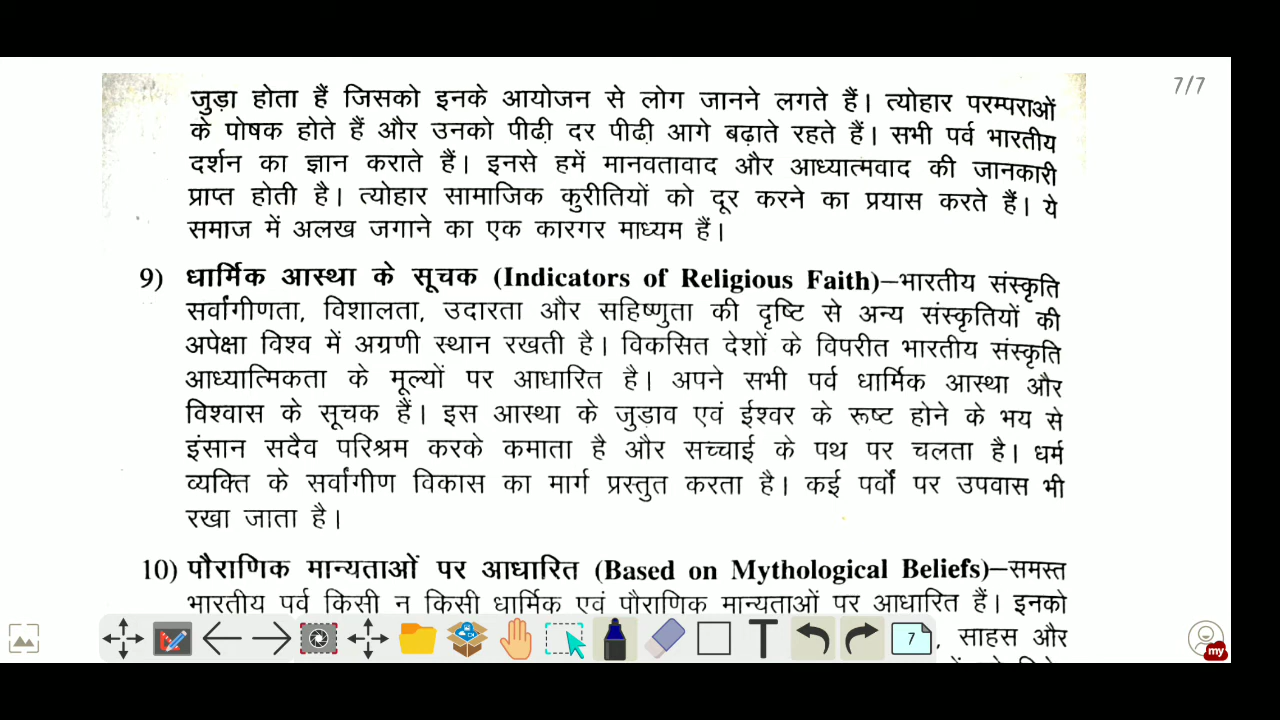 7/7
जुड़ा होता हैं जिसको इनके आयोजन से लोग जानने लगते हैं। त्योहार परम्पराओं
के पोषक होते हैं और उनको पीढ़ी दर पीढ़ी आगे बढ़ाते रहते हैं। सभी पर्व भारतीय
दर्शन का ज्ञान कराते हैं। इनसे हमें मानवतावाद और आध्यात्मवाद की जानकारी
प्राप्त होती है। त्योहार सामाजिक कुरीतियों को दूर करने का प्रयास करते हैं। ये
समाज में अलख जगाने का एक कारगर माध्यम हैं।
9) धार्मिक आस्था के सूचक (Indicators of Religious Faith)–भारतीय संस्कृति
सर्वांगीणता, विशालता, उदारता और सहिष्णुता की दृष्टि से अन्य संस्कृतियों की
अपेक्षा विश्व में अग्रणी स्थान रखती है। विकसित देशों के विपरीत भारतीय संस्कृति
आध्यात्मिकता के मूल्यों पर आधारित है। अपने सभी पर्व धार्मिक आस्था और
विश्वास के सूचक हैं। इस आस्था के जुड़ाव एवं ईश्वर के रूष्ट होने के भय से
इंसान सदैव परिश्रम करके कमाता है और सच्चाई के पथ पर चलता है। धर्म
व्यक्ति के सर्वांगीण विकास का मार्ग प्रस्तुत करता है। कई पर्वों पर उपवास भी
रखा जाता है।
10) पौराणिक मान्यताओं पर आधारित (Based on Mythological Beliefs)–समस्त
भारतीय पर्व किसी न किसी धार्मिक एवं पौराणिक मान्यताओं पर आधारित हैं। इनको
, साहस और
T
7
my